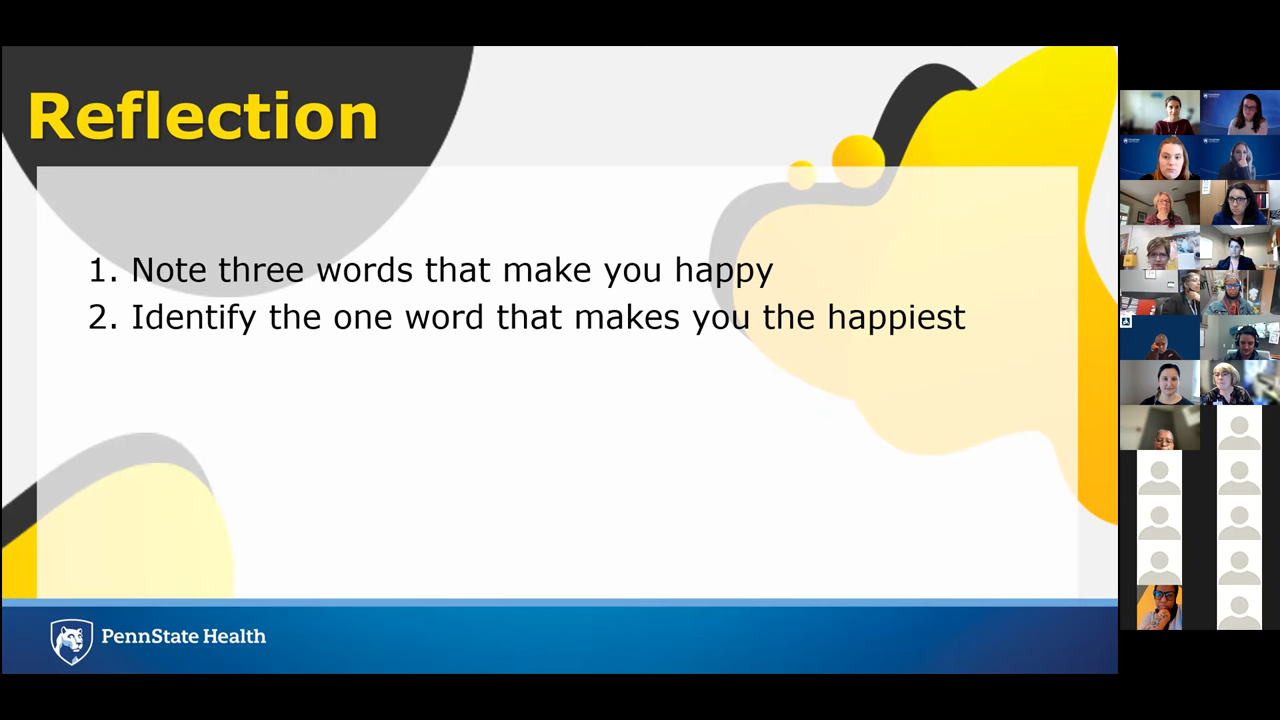 Reflection
1. Note three words that make you happy
2. Identify the one word that makes you the happiest
PennState Health